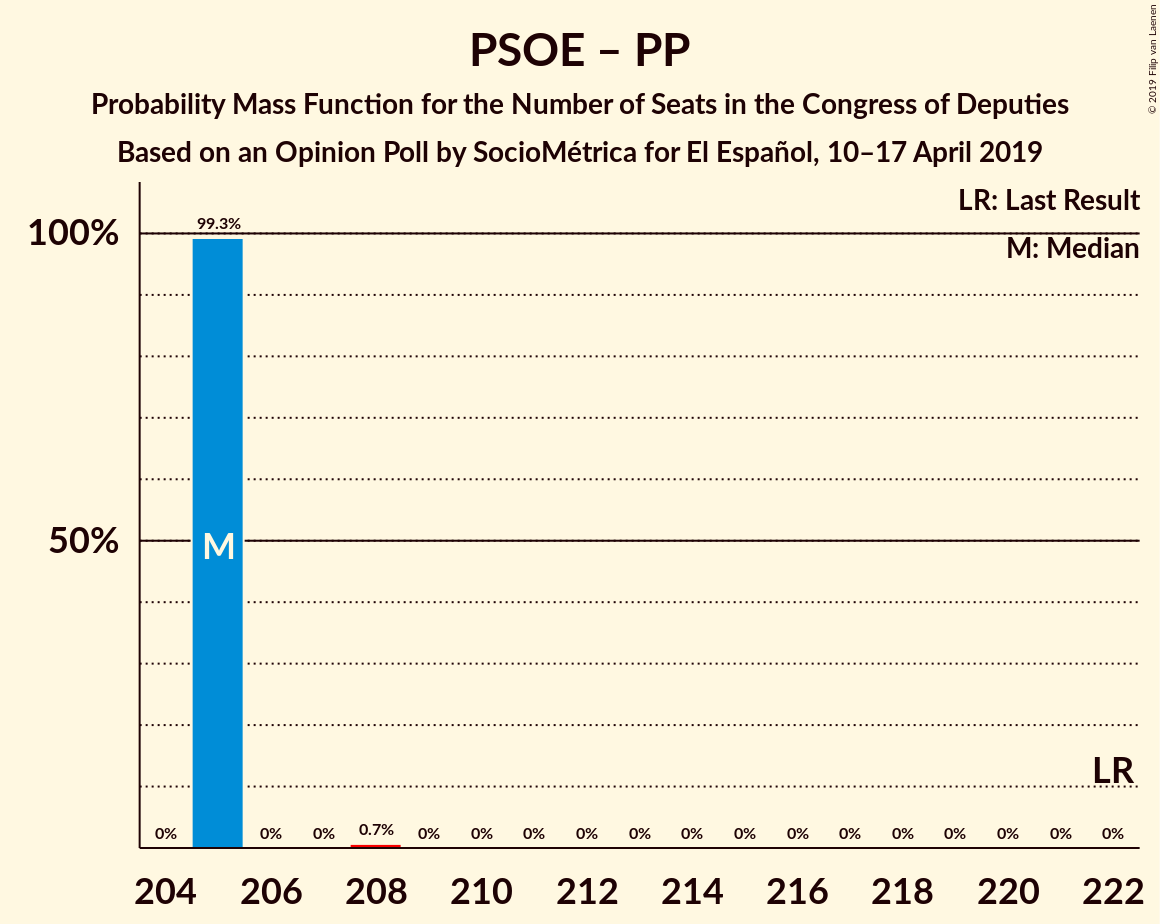 PSOE – PP
Probability Mass Function for the Number of Seats in the Congress of Deputies
Based on an Opinion Poll by SocioMétrica for El Español, 10–17 April 2019
© 2019 Filip van Laenen
LR: Last Result
M: Median
100%
50%
99.3%
M
LR
0% 0% 0% 0.7% 0% 0% 0% 0% 0% 0% 0% 0% 0% 0% 0% 0% 0% 0%
204 206 208 210 212 214 216 218 220 222